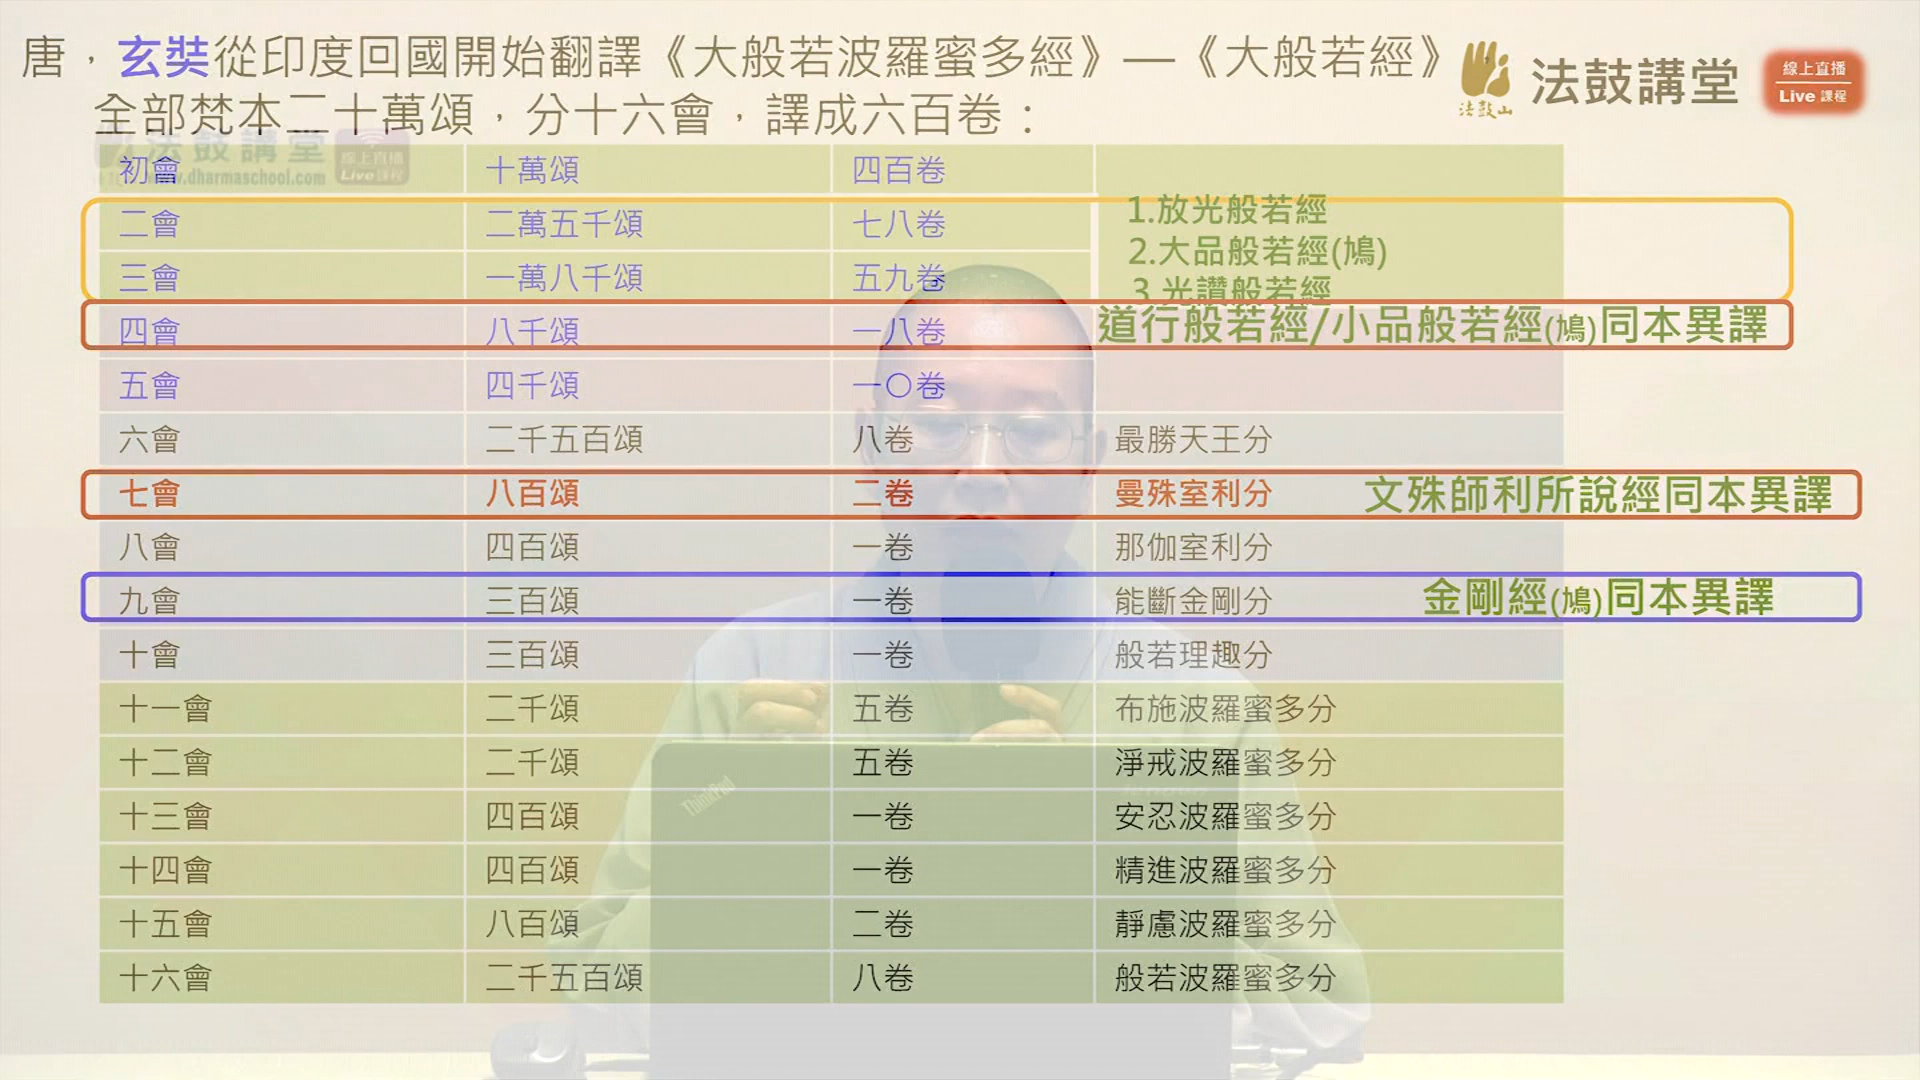 唐，玄奘從印度回國開始翻譯《大般若波羅蜜多經》—《大般若經》
全部梵本二十萬頌，分十六會，譯成六百卷：
法鼓山
法鼓講堂
線上直播
Live 課程
法鼓講堂
線上直播
Live 課程
www.dharmaschool.com
初會 十萬頌 四百卷
二會 二萬五千頌 七八卷
三會 一萬八千頌 五九卷
1.放光般若經
2.大品般若經(鳩)
3.光讚般若經
四會 八千頌 一八卷 道行般若經/小品般若經(鳩)同本異譯
五會 四千頌 一〇卷
六會 二千五百頌 八卷 最勝天王分
七會 八百頌 二卷 曼殊室利分 文殊師利所說經同本異譯
八會 四百頌 一卷 那伽室利分
九會 三百頌 一卷 能斷金剛分 金剛經(鳩)同本異譯
十會 三百頌 一卷 般若理趣分
十一會 二千頌 五卷 布施波羅蜜多分
十二會 二千頌 五卷 淨戒波羅蜜多分
十三會 四百頌 一卷 安忍波羅蜜多分
十四會 四百頌 一卷 精進波羅蜜多分
十五會 八百頌 二卷 靜慮波羅蜜多分
十六會 二千五百頌 八卷 般若波羅蜜多分
ThinkPad